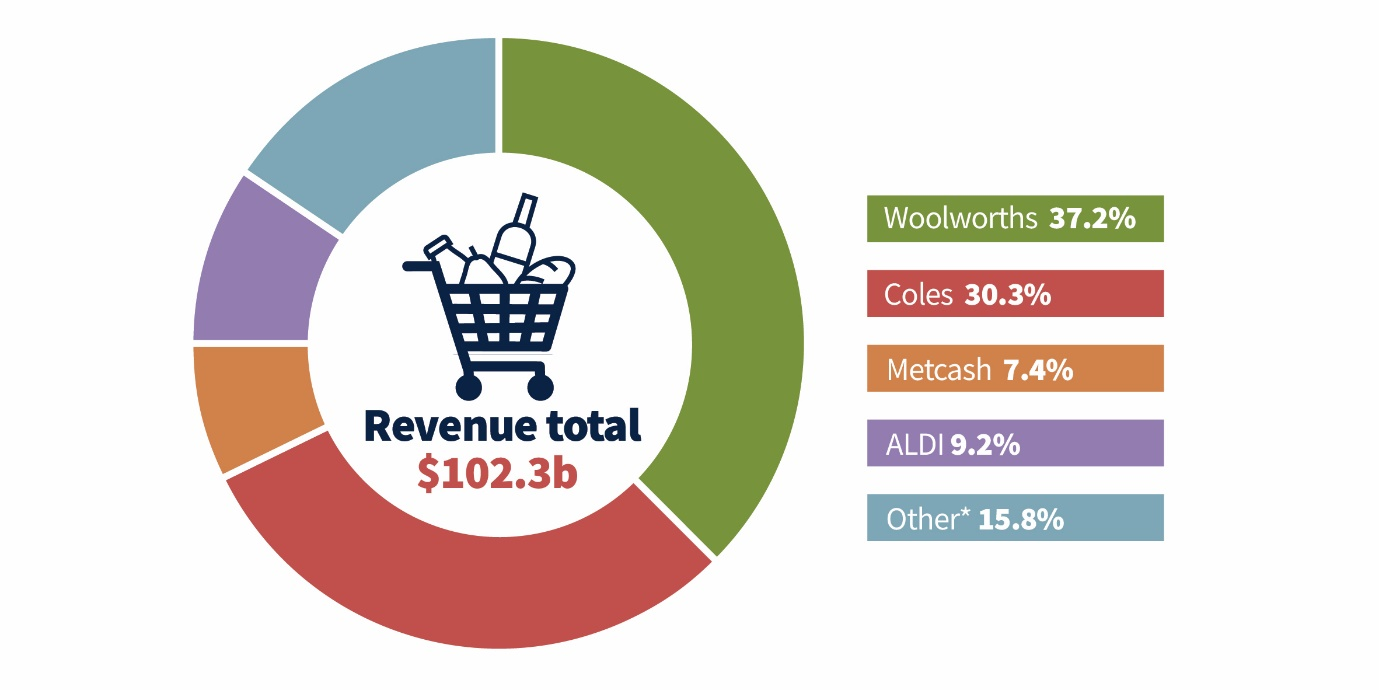 Revenue total
$102.3b
Woolworths 37.2%
Coles 30.3%
Metcash 7.4%
ALDI 9.2%
Other* 15.8%